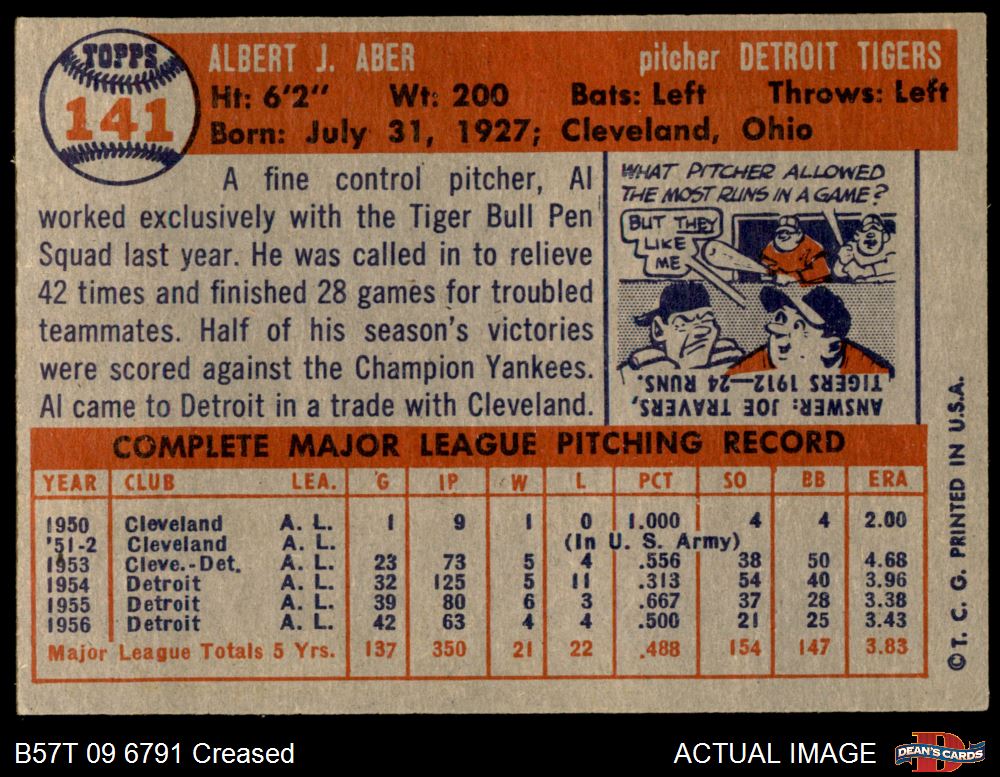 TOPPS
141
ALBERT J. ABER pitcher DETROIT TIGERS
Ht: 6'2" Wt: 200 Bats: Left Throws: Left
Born: July 31, 1927; Cleveland, Ohio
A fine control pitcher, Al
worked exclusively with the Tiger Bull Pen
Squad last year. He was called in to relieve
42 times and finished 28 games for troubled
teammates. Half of his season's victories
were scored against the Champion Yankees.
Al came to Detroit in a trade with Cleveland.
WHAT PITCHER ALLOWED
THE MOST RUNS IN A GAME?
BUT THEY
LIKE
ME
ANSWER: JOE TRAVERS,
TIGERS 1912—24 RUNS.
COMPLETE MAJOR LEAGUE PITCHING RECORD
YEAR CLUB LEA. G IP W L PCT SO BB ERA
1950 Cleveland A. L. 1 9 1 0 1.000 4 4 2.00
'51-2 Cleveland A. L. (In U. S. Army)
1953 Cleve.-Det. A. L. 23 73 5 4 .556 38 50 4.68
1954 Detroit A. L. 32 125 5 11 .313 54 40 3.96
1955 Detroit A. L. 39 80 6 3 .667 37 28 3.38
1956 Detroit A. L. 42 63 4 4 .500 21 25 3.43
Major League Totals 5 Yrs. 137 350 21 22 .488 154 147 3.83
©T. C. G. PRINTED IN U.S.A.
B57T 09 6791 Creased
ACTUAL IMAGE
DEAN'S CARDS